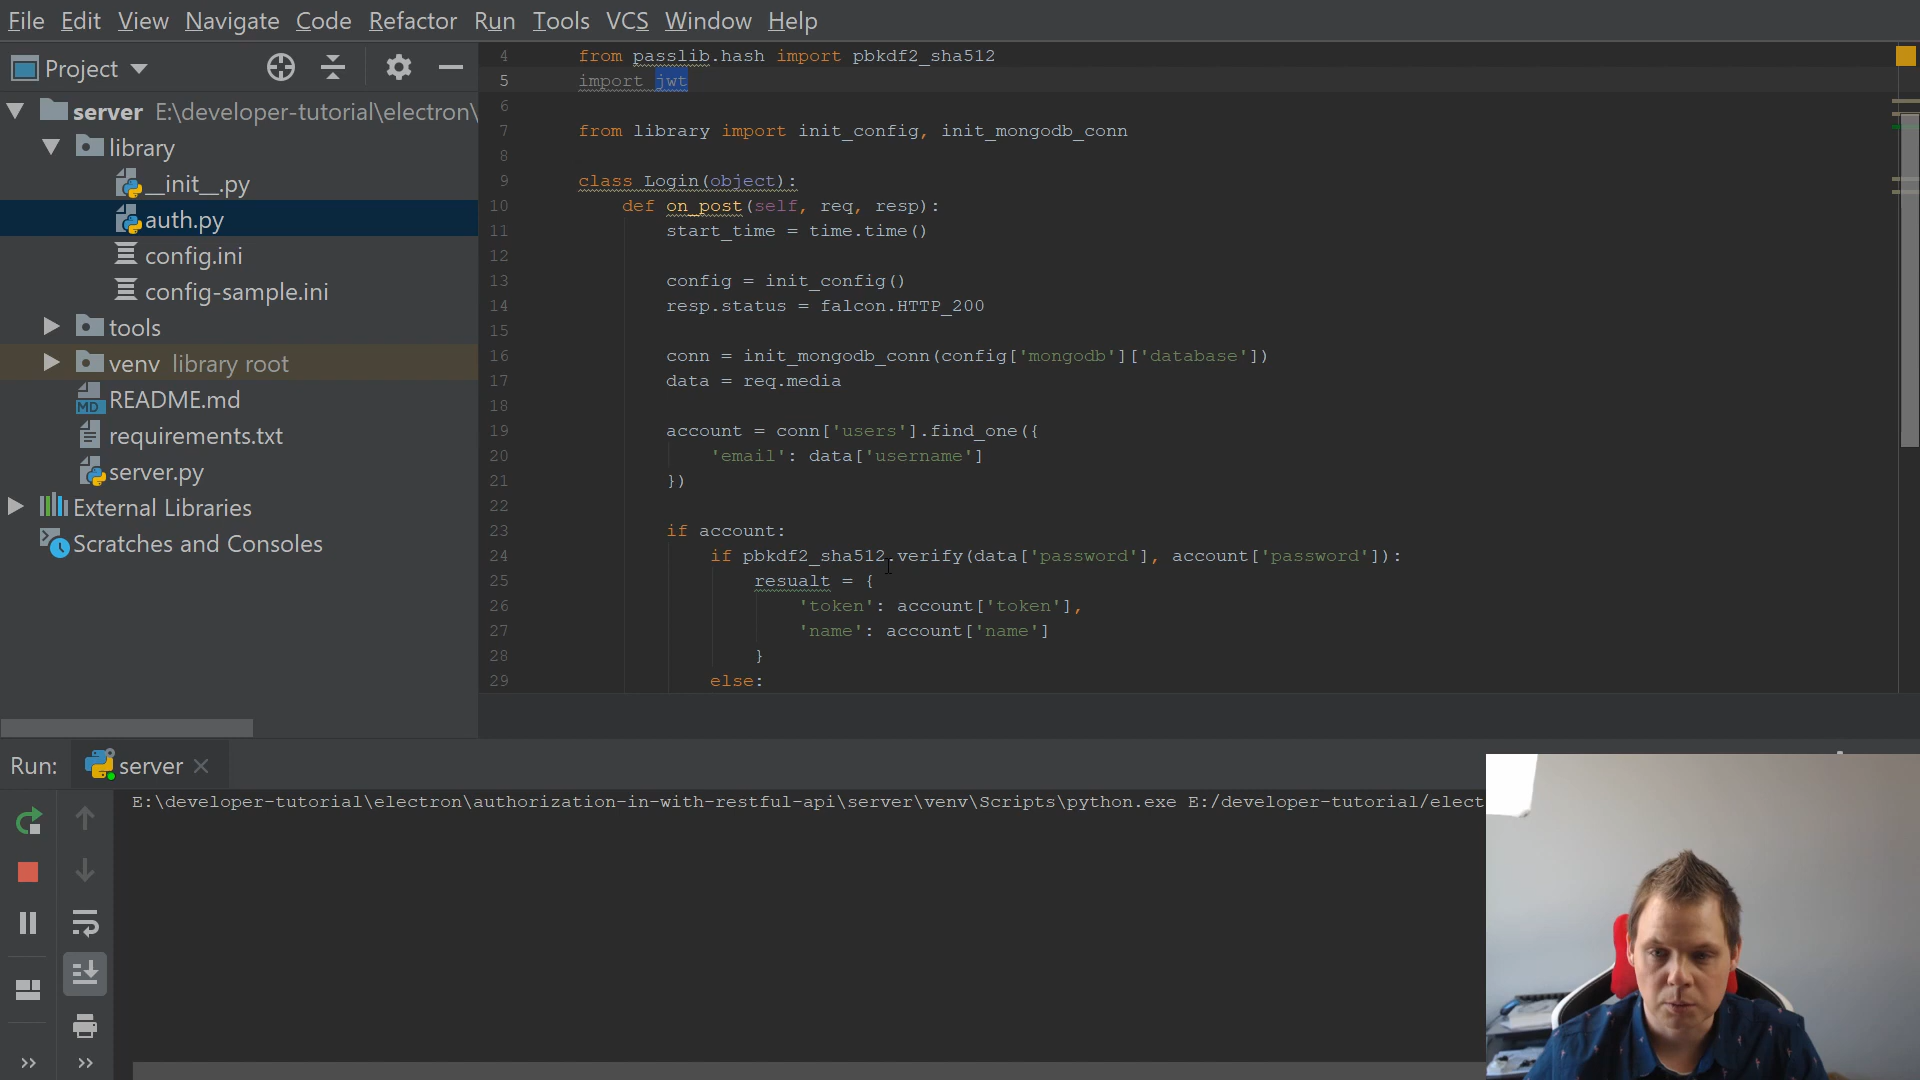 File Edit View Navigate Code Refactor Run Tools VCS Window Help
Project
server E:\developer-tutorial\electron\
library
__init__.py
auth.py
config.ini
config-sample.ini
tools
venv library root
README.md
requirements.txt
server.py
External Libraries
Scratches and Consoles
4 from passlib.hash import pbkdf2_sha512
5 import jwt
6
7 from library import init_config, init_mongodb_conn
8
9 class Login(object):
10 def on_post(self, req, resp):
11 start_time = time.time()
12
13 config = init_config()
14 resp.status = falcon.HTTP_200
15
16 conn = init_mongodb_conn(config['mongodb']['database'])
17 data = req.media
18
19 account = conn['users'].find_one({
20 'email': data['username']
21 })
22
23 if account:
24 if pbkdf2_sha512.verify(data['password'], account['password']):
25 resualt = {
26 'token': account['token'],
27 'name': account['name']
28 }
29 else:
Run: server
E:\developer-tutorial\electron\authorization-in-with-restful-api\server\venv\Scripts\python.exe E:/developer-tutorial/elect